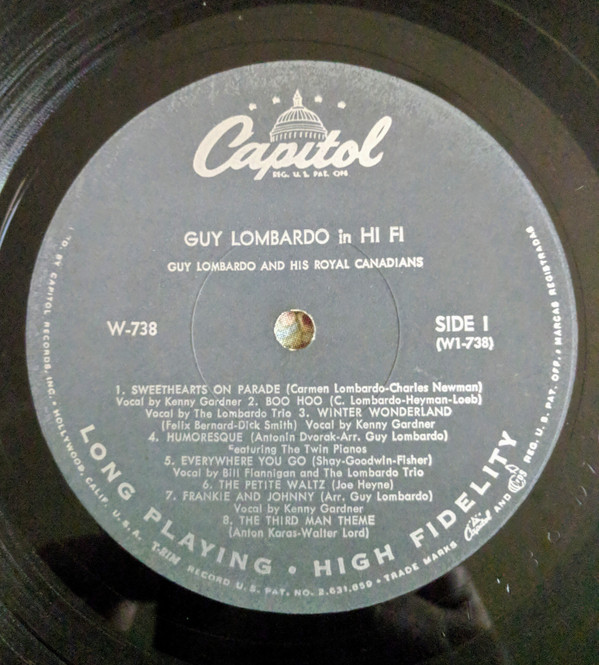 Capitol
REG. U. S. PAT. OFF.
GUY LOMBARDO in HI FI
GUY LOMBARDO AND HIS ROYAL CANADIANS
W-738
SIDE 1
(W1-738)
1. SWEETHEARTS ON PARADE (Carmen Lombardo-Charles Newman)
Vocal by Kenny Gardner 2. BOO HOO (C. Lombardo-Heyman-Loeb)
Vocal by The Lombardo Trio 3. WINTER WONDERLAND
(Felix Bernard-Dick Smith) Vocal by Kenny Gardner
4. HUMORESQUE (Antonin Dvorak-Arr. Guy Lombardo)
Featuring The Twin Pianos
5. EVERYWHERE YOU GO (Shay-Goodwin-Fisher)
Vocal by Bill Flannigan and The Lombardo Trio
6. THE PETITE WALTZ (Joe Heyne)
7. FRANKIE AND JOHNNY (Arr. Guy Lombardo)
Vocal by Kenny Gardner
8. THE THIRD MAN THEME
(Anton Karas-Walter Lord)
LONG PLAYING • HIGH FIDELITY
BY CAPITOL RECORDS, INC. • HOLLYWOOD, CALIF. U. S. A. T-RIM RECORD U. S. PAT. NO. 2,631,859 • TRADE MARKS Capitol AND REG. U. S. PAT. OFF. • MARCAS REGISTRADAS